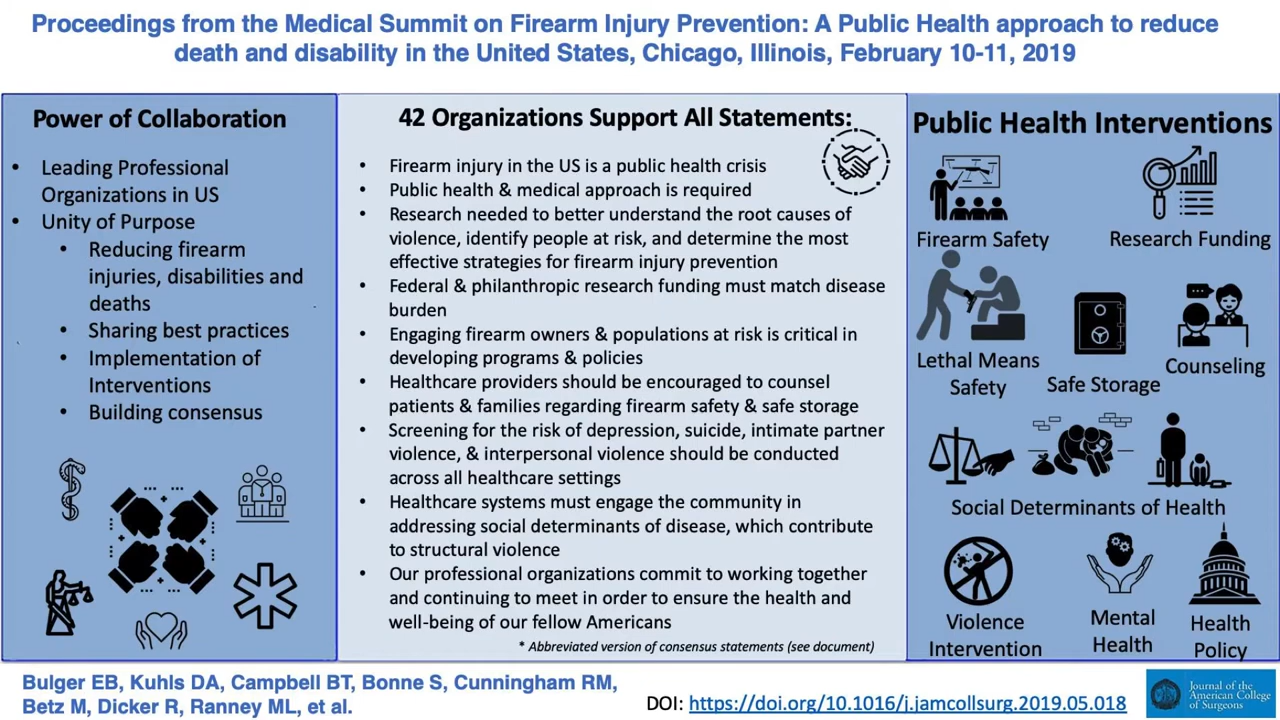 Proceedings from the Medical Summit on Firearm Injury Prevention: A Public Health approach to reduce
death and disability in the United States, Chicago, Illinois, February 10-11, 2019
Power of Collaboration
• Leading Professional
Organizations in US
• Unity of Purpose
• Reducing firearm
injuries, disabilities and
deaths
• Sharing best practices
• Implementation of
Interventions
• Building consensus
42 Organizations Support All Statements:
• Firearm injury in the US is a public health crisis
• Public health & medical approach is required
• Research needed to better understand the root causes of
violence, identify people at risk, and determine the most
effective strategies for firearm injury prevention
• Federal & philanthropic research funding must match disease
burden
• Engaging firearm owners & populations at risk is critical in
developing programs & policies
• Healthcare providers should be encouraged to counsel
patients & families regarding firearm safety & safe storage
• Screening for the risk of depression, suicide, intimate partner
violence, & interpersonal violence should be conducted
across all healthcare settings
• Healthcare systems must engage the community in
addressing social determinants of disease, which contribute
to structural violence
• Our professional organizations commit to working together
and continuing to meet in order to ensure the health and
well-being of our fellow Americans
* Abbreviated version of consensus statements (see document)
Public Health Interventions
Firearm Safety
Research Funding
Lethal Means
Safety
Safe Storage
Counseling
Social Determinants of Health
Violence
Intervention
Mental
Health
Health
Policy
Bulger EB, Kuhls DA, Campbell BT, Bonne S, Cunningham RM,
Betz M, Dicker R, Ranney ML, et al.
DOI: https://doi.org/10.1016/j.jamcollsurg.2019.05.018
Journal of the
American College
of Surgeons